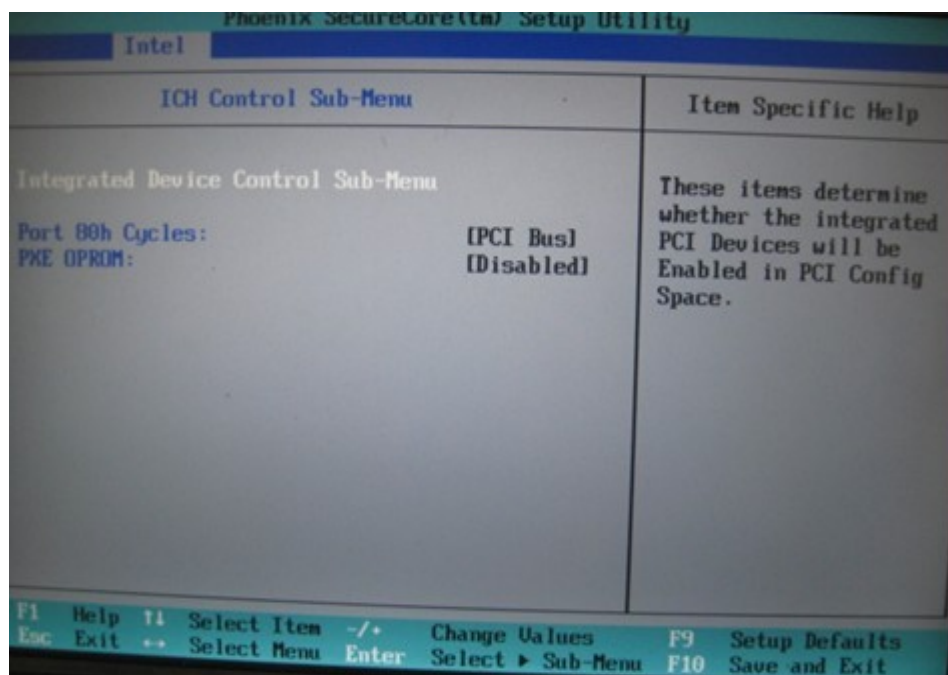 Phoenix SecureCore(tm) Setup Utility
Intel
ICH Control Sub-Menu
Item Specific Help
Integrated Device Control Sub-Menu
Port 80h Cycles: [PCI Bus]
PXE OPROM: [Disabled]
These items determine
whether the integrated
PCI Devices will be
Enabled in PCI Config
Space.
F1 Help ↑↓ Select Item -/+ Change Values F9 Setup Defaults
Esc Exit ↔ Select Menu Enter Select ▶ Sub-Menu F10 Save and Exit